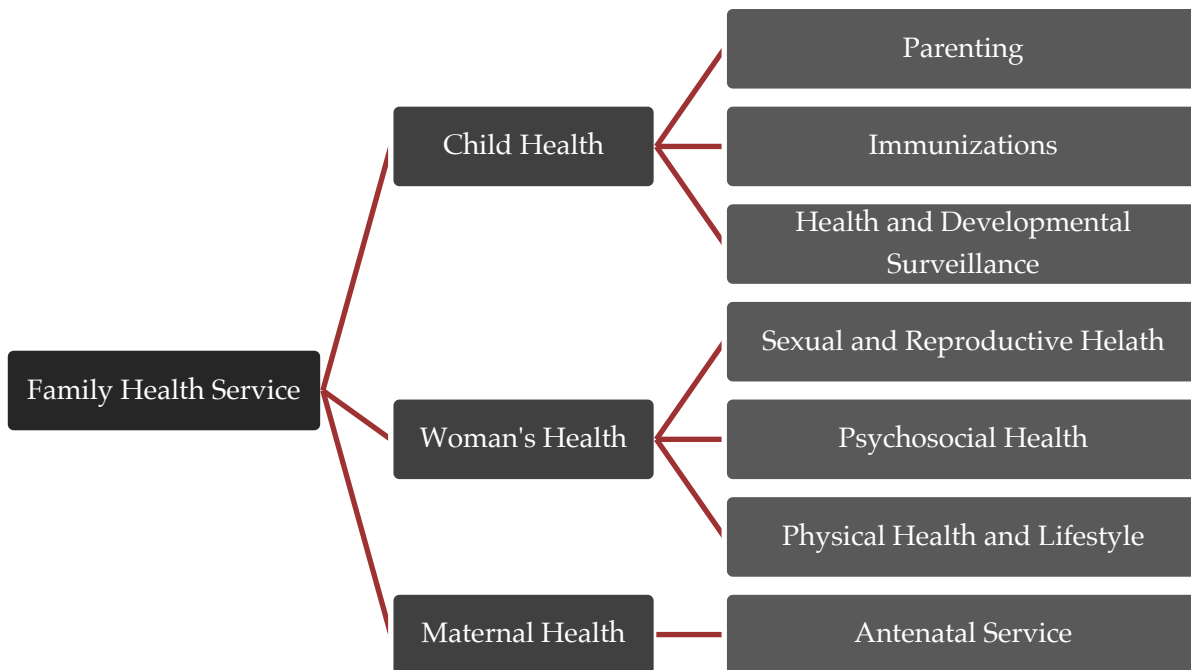 Family Health Service
Child Health
Parenting
Immunizations
Health and Developmental
Surveillance
Woman's Health
Sexual and Reproductive Helath
Psychosocial Health
Physical Health and Lifestyle
Maternal Health
Antenatal Service